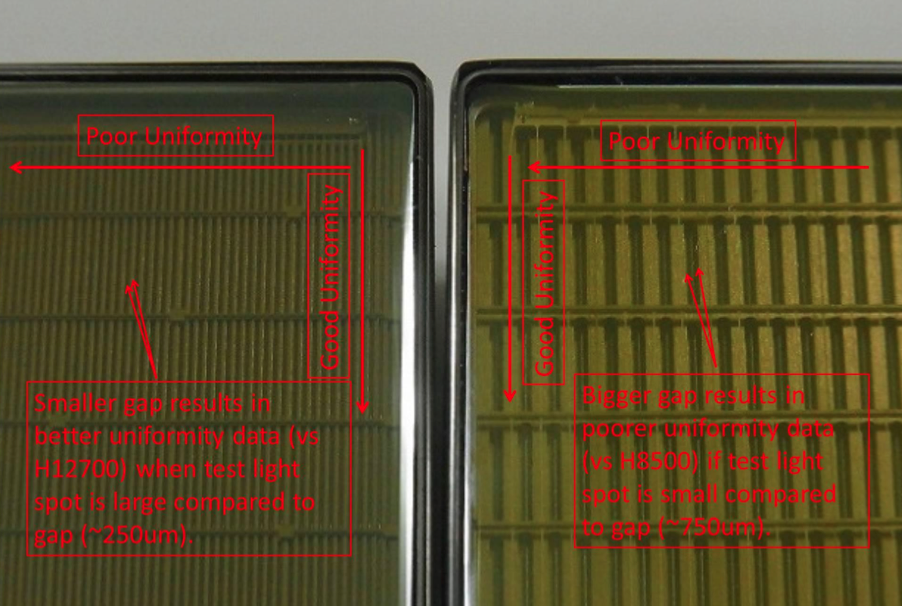 Poor Uniformity
Good Uniformity
Smaller gap results in
better uniformity data (vs
H12700) when test light
spot is large compared to
gap (~250um).
Poor Uniformity
Good Uniformity
Bigger gap results in
poorer uniformity data
(vs H8500) if test light
spot is small compared
to gap (~750um).